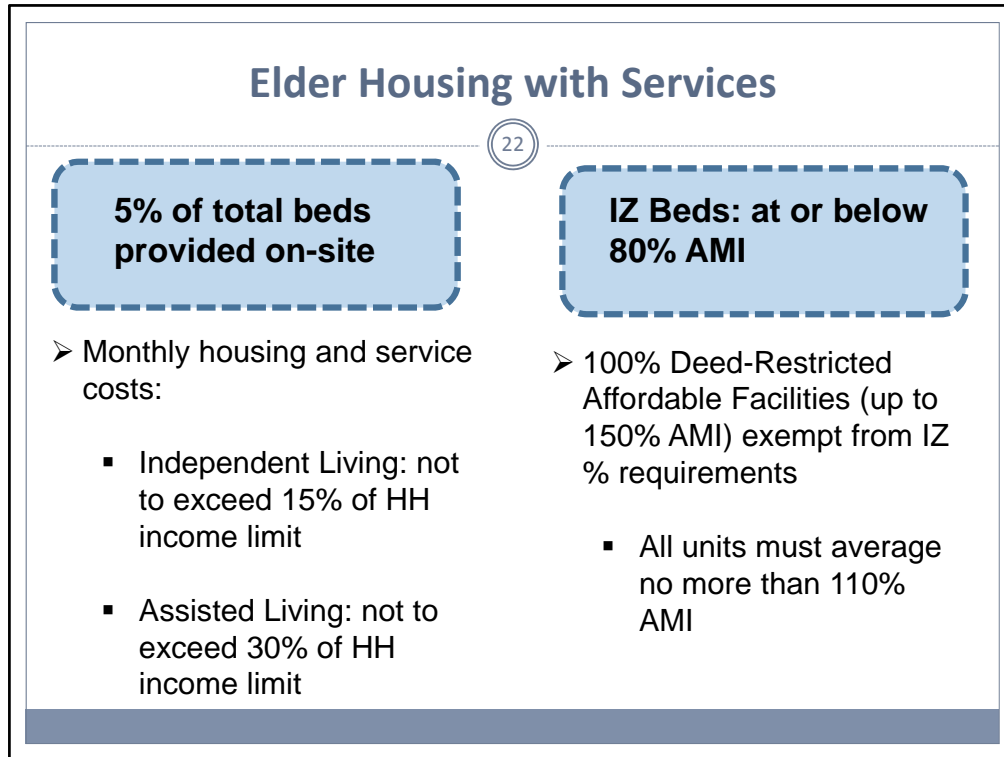 Elder Housing with Services
22
5% of total beds
provided on-site
➢ Monthly housing and service
costs:
▪ Independent Living: not
to exceed 15% of HH
income limit
▪ Assisted Living: not to
exceed 30% of HH
income limit
IZ Beds: at or below
80% AMI
➢ 100% Deed-Restricted
Affordable Facilities (up to
150% AMI) exempt from IZ
% requirements
▪ All units must average
no more than 110%
AMI